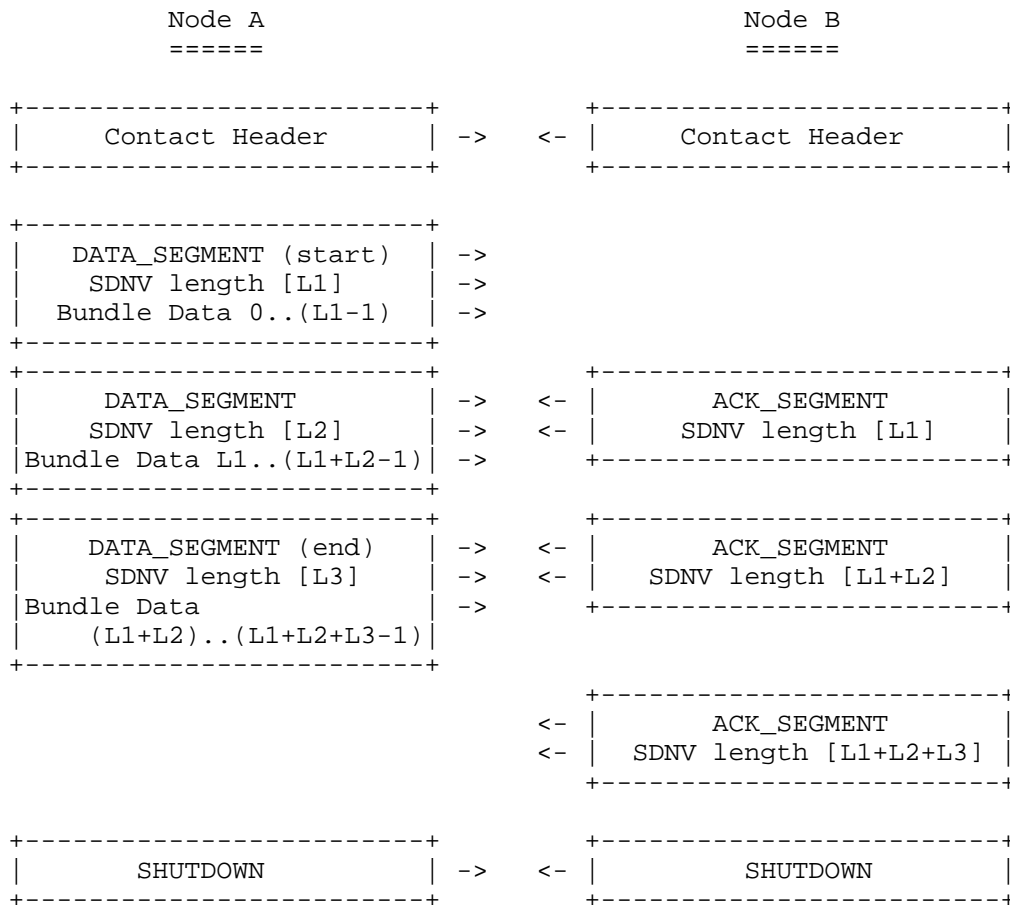 Node A                              Node B
======                              ======
+-------------------------+         +-------------------------+
|     Contact Header      | ->   <- |     Contact Header      |
+-------------------------+         +-------------------------+
+-------------------------+
|   DATA_SEGMENT (start)  | ->
|    SDNV length [L1]     | ->
|  Bundle Data 0..(L1-1)  | ->
+-------------------------+
+-------------------------+         +-------------------------+
|     DATA_SEGMENT        | ->   <- |       ACK_SEGMENT       |
|    SDNV length [L2]     | ->   <- |     SDNV length [L1]    |
|Bundle Data L1..(L1+L2-1)| ->      +-------------------------+
+-------------------------+
+-------------------------+         +-------------------------+
|    DATA_SEGMENT (end)   | ->   <- |       ACK_SEGMENT       |
|     SDNV length [L3]    | ->   <- |   SDNV length [L1+L2]   |
|Bundle Data              | ->      +-------------------------+
|    (L1+L2)..(L1+L2+L3-1)|
+-------------------------+
+-------------------------+
<- |       ACK_SEGMENT       |
<- |  SDNV length [L1+L2+L3] |
+-------------------------+
+-------------------------+         +-------------------------+
|       SHUTDOWN          | ->   <- |         SHUTDOWN        |
+-------------------------+         +-------------------------+